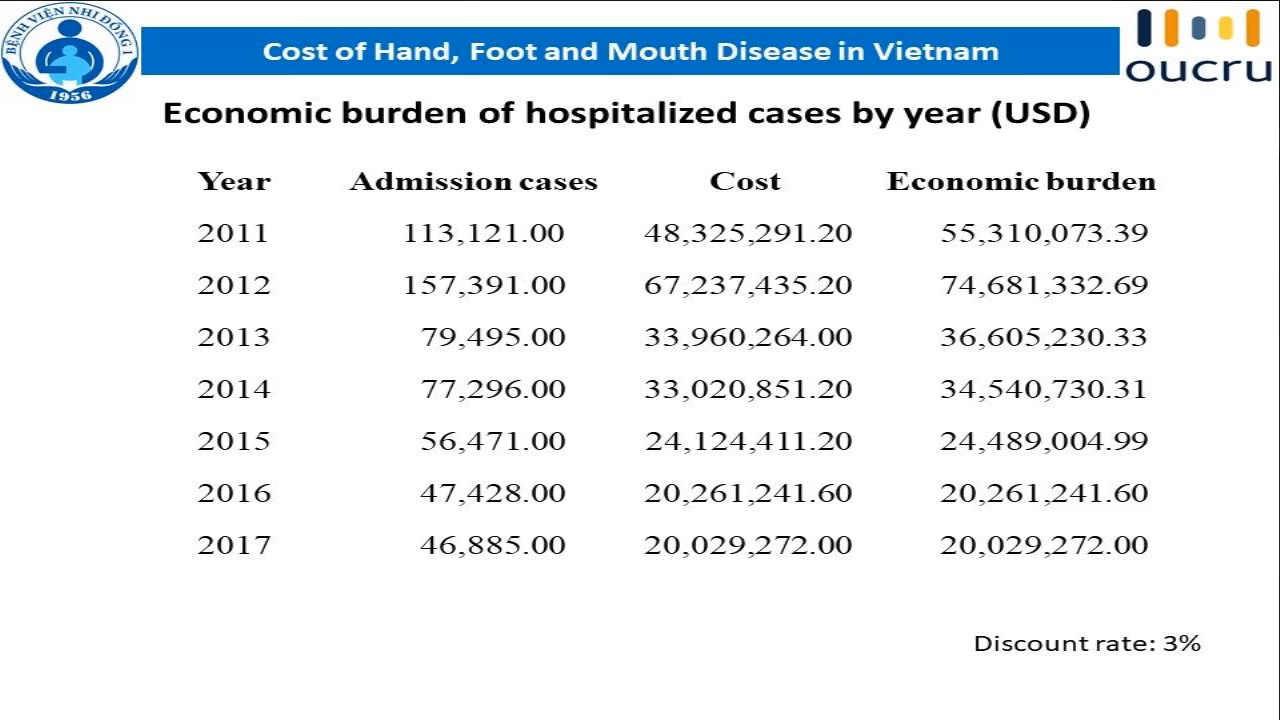 BỆNH VIỆN NHI ĐỒNG 1
1956
Cost of Hand, Foot and Mouth Disease in Vietnam
oucru
Economic burden of hospitalized cases by year (USD)
Year Admission cases Cost Economic burden
2011 113,121.00 48,325,291.20 55,310,073.39
2012 157,391.00 67,237,435.20 74,681,332.69
2013 79,495.00 33,960,264.00 36,605,230.33
2014 77,296.00 33,020,851.20 34,540,730.31
2015 56,471.00 24,124,411.20 24,489,004.99
2016 47,428.00 20,261,241.60 20,261,241.60
2017 46,885.00 20,029,272.00 20,029,272.00
Discount rate: 3%